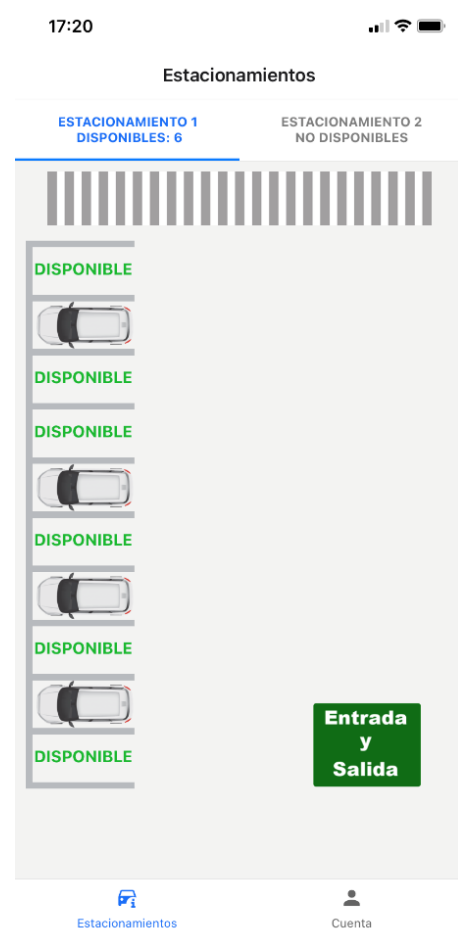 17:20
Estacionamientos
ESTACIONAMIENTO 1
DISPONIBLES: 6
ESTACIONAMIENTO 2
NO DISPONIBLES
DISPONIBLE
DISPONIBLE
DISPONIBLE
DISPONIBLE
DISPONIBLE
DISPONIBLE
Entrada
y
Salida
Estacionamientos
Cuenta